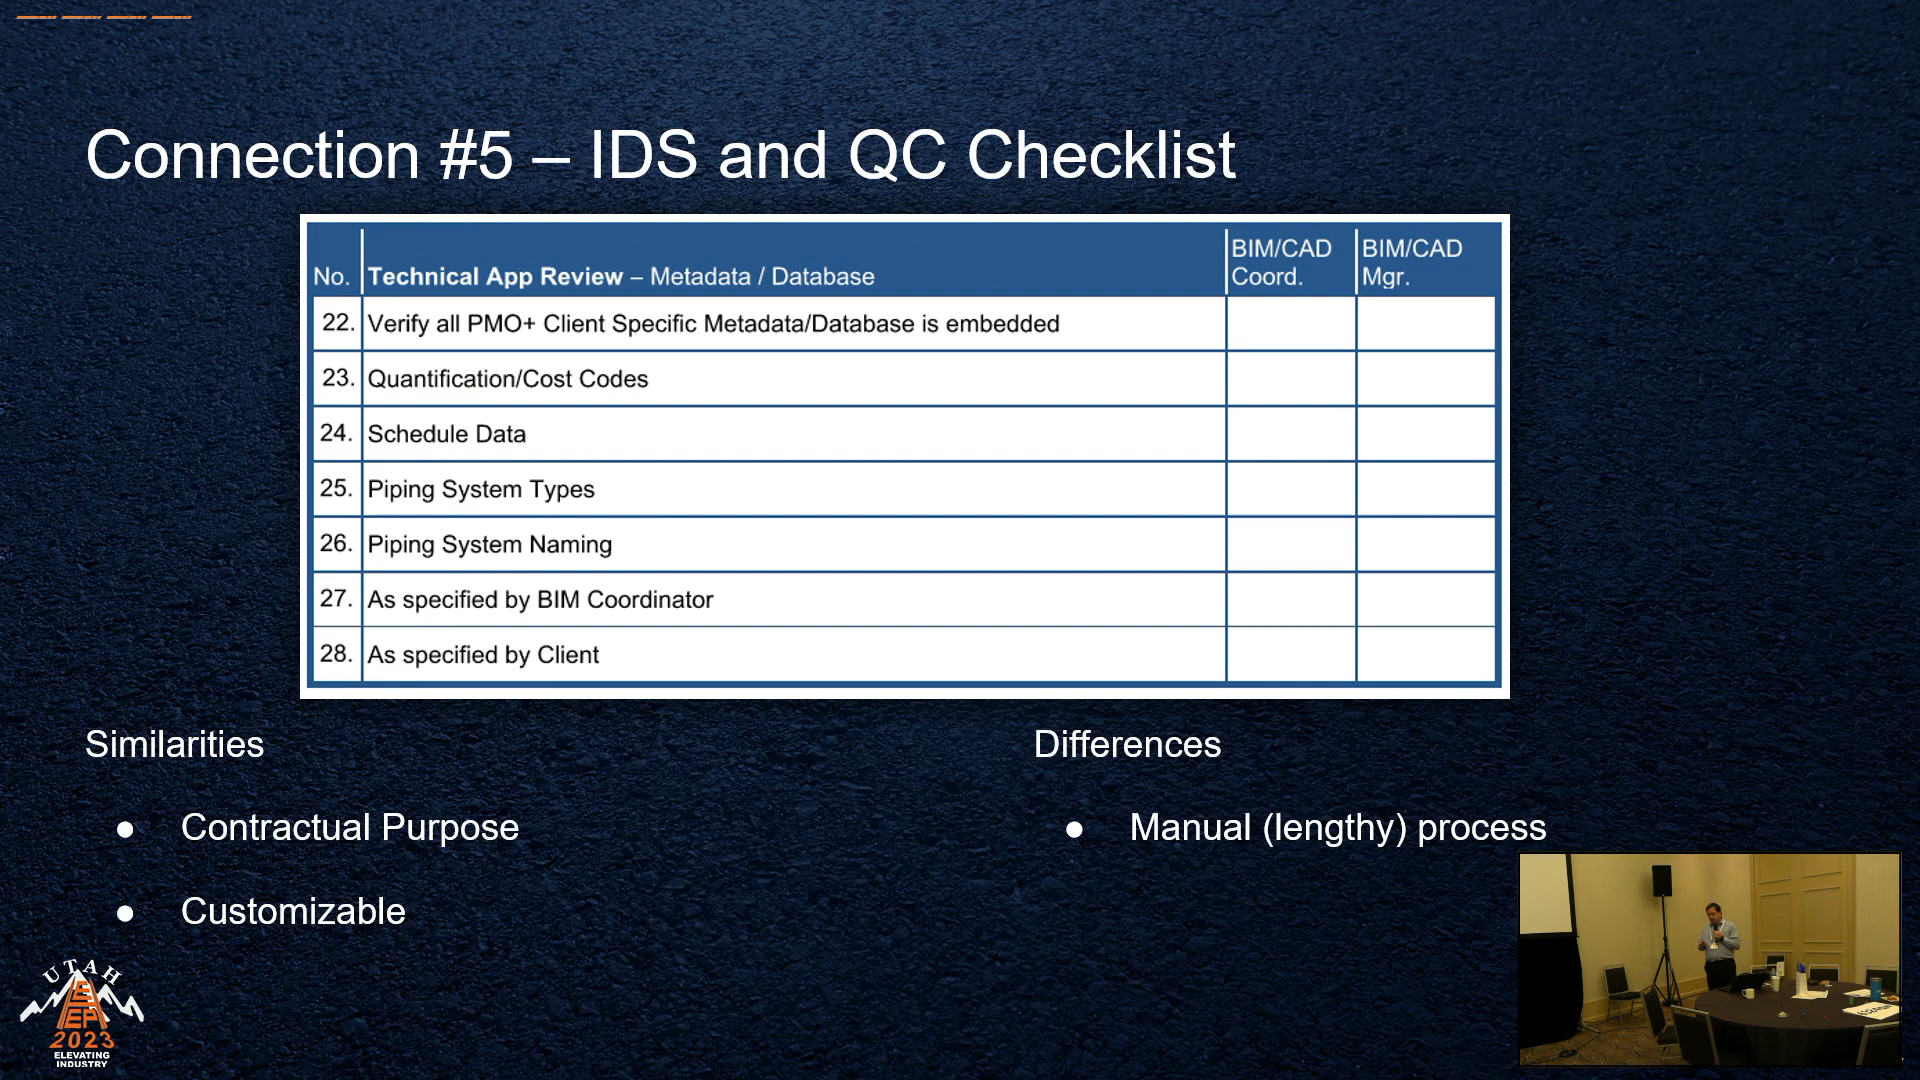 Connection #5 – IDS and QC Checklist
No. Technical App Review – Metadata / Database BIM/CAD Coord. BIM/CAD Mgr.
22. Verify all PMO+ Client Specific Metadata/Database is embedded
23. Quantification/Cost Codes
24. Schedule Data
25. Piping System Types
26. Piping System Naming
27. As specified by BIM Coordinator
28. As specified by Client
Similarities
● Contractual Purpose
● Customizable
Differences
● Manual (lengthy) process
UTAH
2023
ELEVATING
INDUSTRY